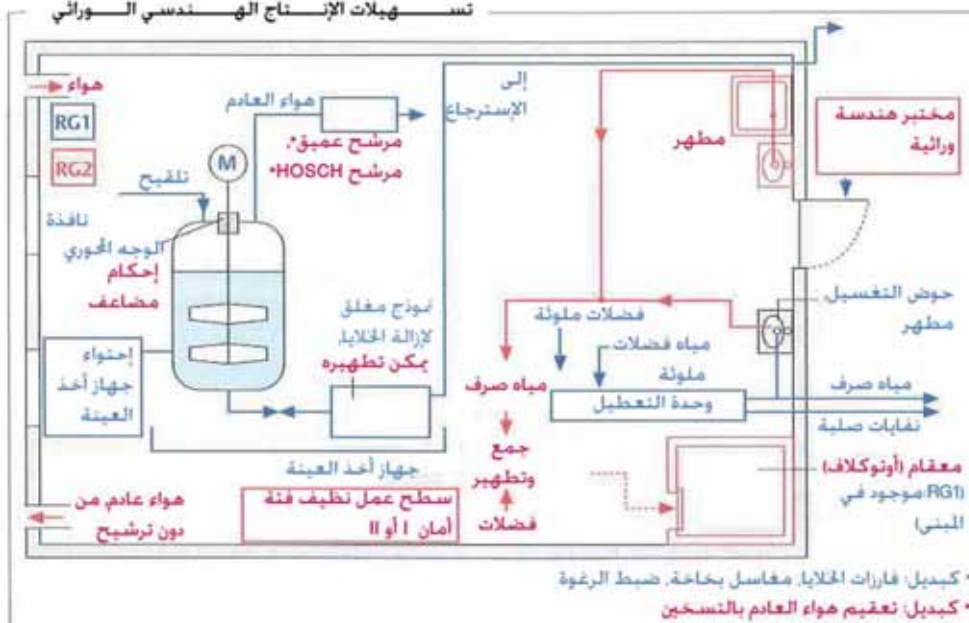 تسهيلات الإنتاج الهندسي الوراثي
هواء
RG1
RG2
هواء العادم
مرشح عميق*،
مرشح HOSCH*
إلى
الإسترجاع
مطهر
مختبر هندسة
وراثية
M
تلقيح
نافذة
الوجه المحوري
إحكام
مضاعف
نموذج مغلق
لإزالة الخلايا،
يمكن تطهيره
إحتواء
جهاز أخذ
العينة
جهاز أخذ العينة
فضلات ملوثة
مياه فضلات
ملوثة
وحدة التعطيل
مياه صرف
جمع
وتطهير
فضلات
حوض التغسيل،
مطهر
مياه صرف
نفايات صلبة
معقام (أوتوكلاف)
(RG1:موجود في
المبنى)
سطح عمل نظيف فئة
أمان I أو II
هواء عادم، من
دون ترشيح
• كبديل: فارزات الخلايا، مغاسل بخاخة، ضبط الرغوة
• كبديل: تعقيم هواء العادم بالتسخين